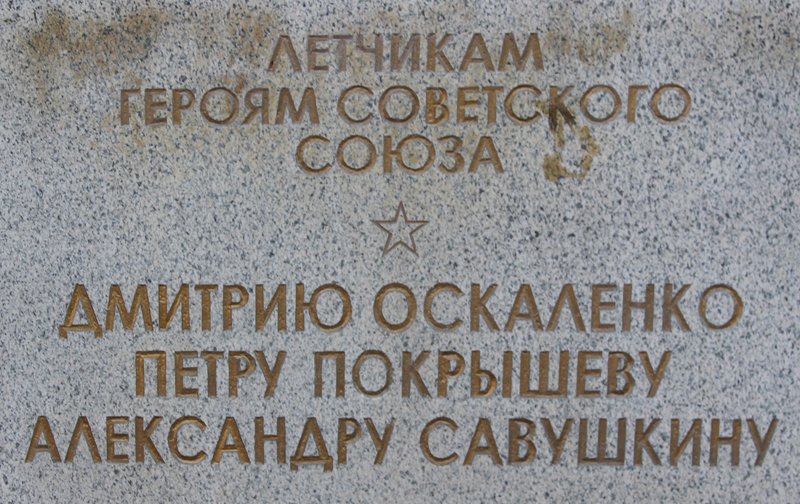 ЛЕТЧИКАМ
ГЕРОЯМ СОВЕТСКОГО
СОЮЗА
ДМИТРИЮ ОСКАЛЕНКО
ПЕТРУ ПОКРЫШЕВУ
АЛЕКСАНДРУ САВУШКИНУ